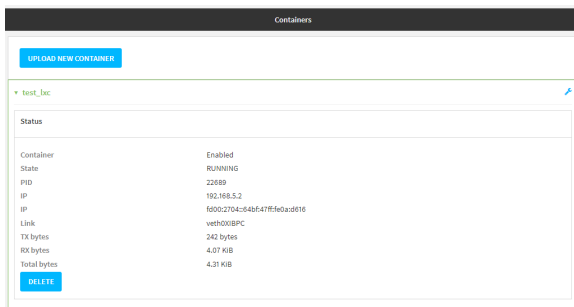 Containers
UPLOAD NEW CONTAINER
test_lxc
Status
Container Enabled
State RUNNING
PID 22689
IP 192.168.5.2
IP fd00:2704::64bf:47ff:fe0a:d616
Link veth0XIBPC
TX bytes 242 bytes
RX bytes 4.07 KiB
Total bytes 4.31 KiB
DELETE